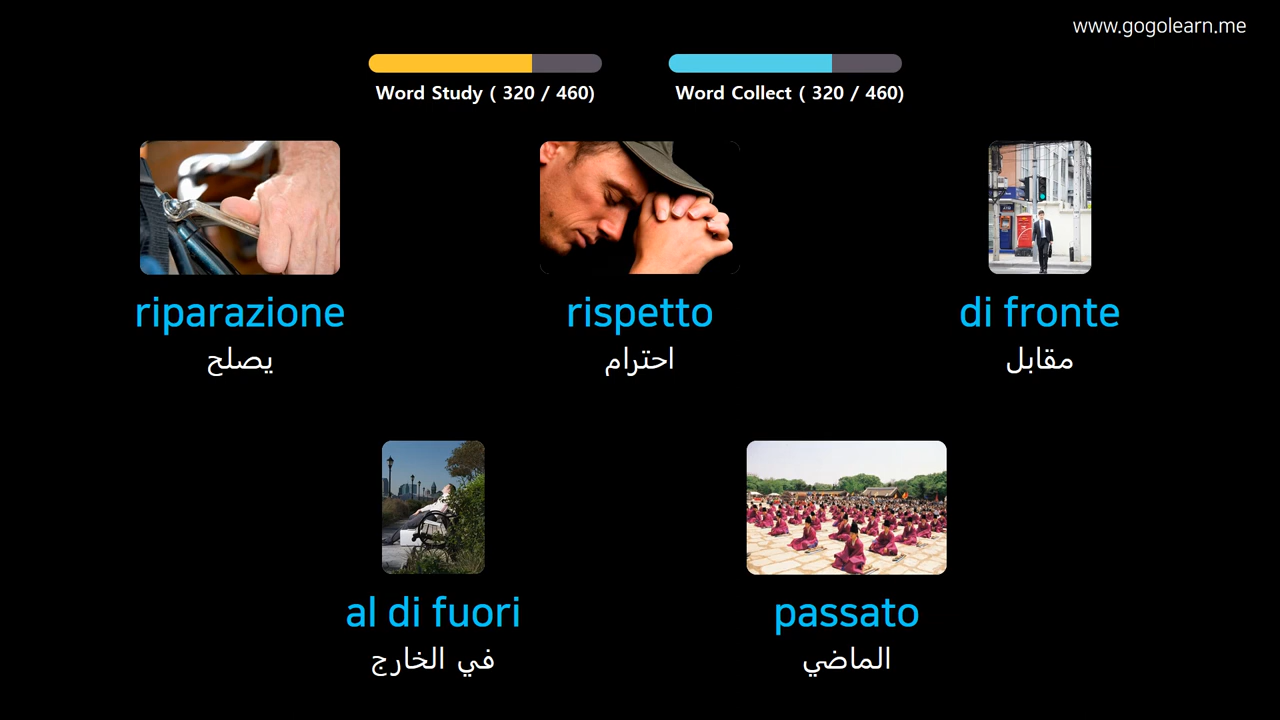 www.gogolearn.me
Word Study ( 320 / 460)
Word Collect ( 320 / 460)
riparazione
يصلح
rispetto
احترام
di fronte
مقابل
al di fuori
في الخارج
passato
الماضي